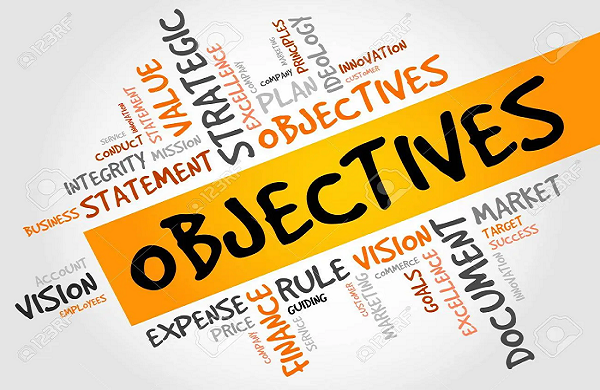 STRATEGIC
VALUE
STATEMENT
INNOVATION
CONDUCT
SERVICE
INTEGRITY
MISSION
BUSINESS
STATEMENT
EXCELLENCE
COMPANY
MARKETING
PRINCIPLES
PLAN
IDEOLOGY
INNOVATION
CUSTOMER
OBJECTIVES
OBJECTIVES
ACCOUNT
VISION
EMPLOYEES
EXPENSE
PRICE
SERVICE
COMPANY
FINANCE
RULE
GUIDING
CUSTOMER
MARKETING
VISION
COMMERCE
GOALS
EXCELLENCE
DOCUMENT
MARKET
TARGET
SUCCESS
INNOVATION
123RF